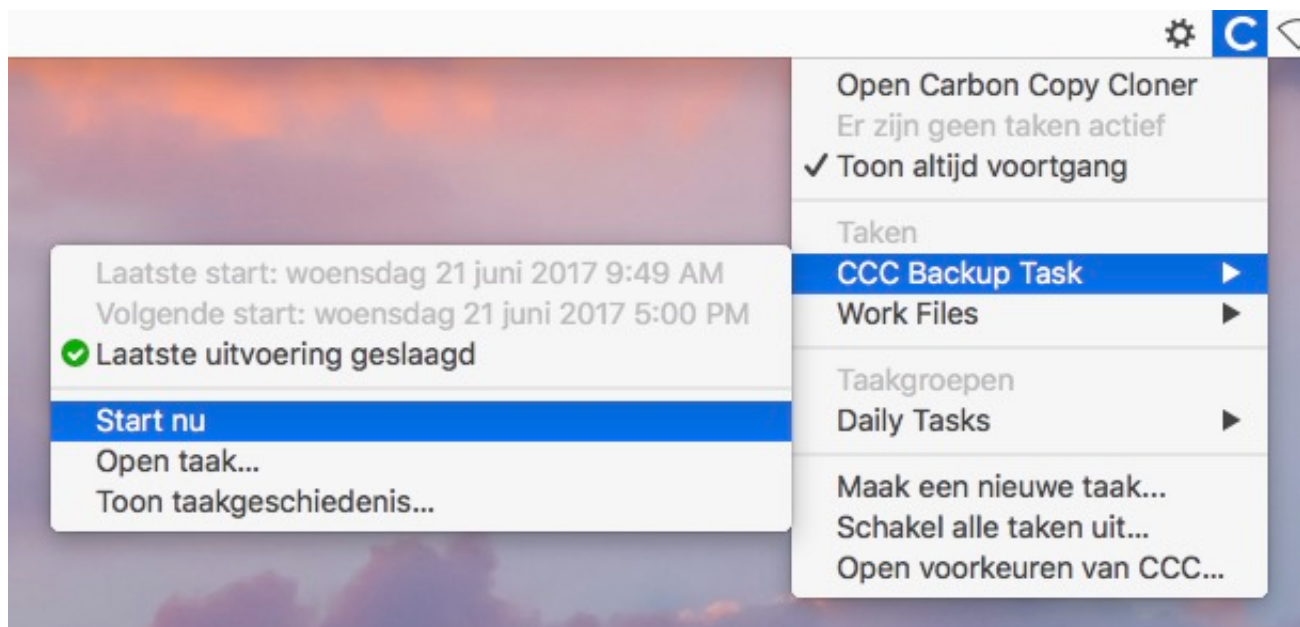 C
Open Carbon Copy Cloner
Er zijn geen taken actief
✓ Toon altijd voortgang
Taken
CCC Backup Task
Work Files
Taakgroepen
Daily Tasks
Maak een nieuwe taak...
Schakel alle taken uit...
Open voorkeuren van CCC...
Laatste start: woensdag 21 juni 2017 9:49 AM
Volgende start: woensdag 21 juni 2017 5:00 PM
Laatste uitvoering geslaagd
Start nu
Open taak...
Toon taakgeschiedenis...